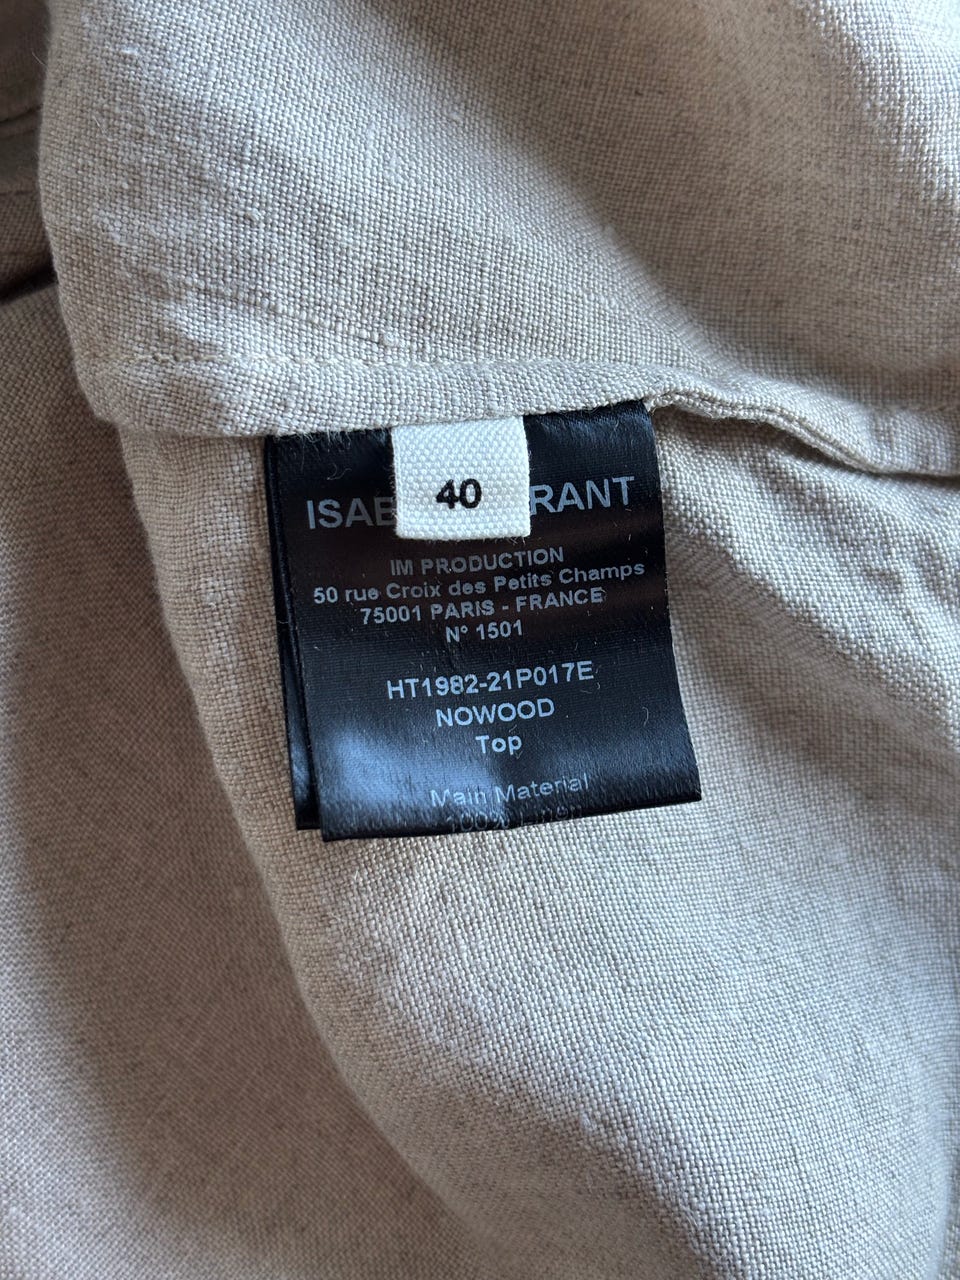 40
ISAB RANT
IM PRODUCTION
50 rue Croix des Petits Champs
75001 PARIS - FRANCE
N° 1501
HT1982-21P017E
NOWOOD
Top
Main Material
100%